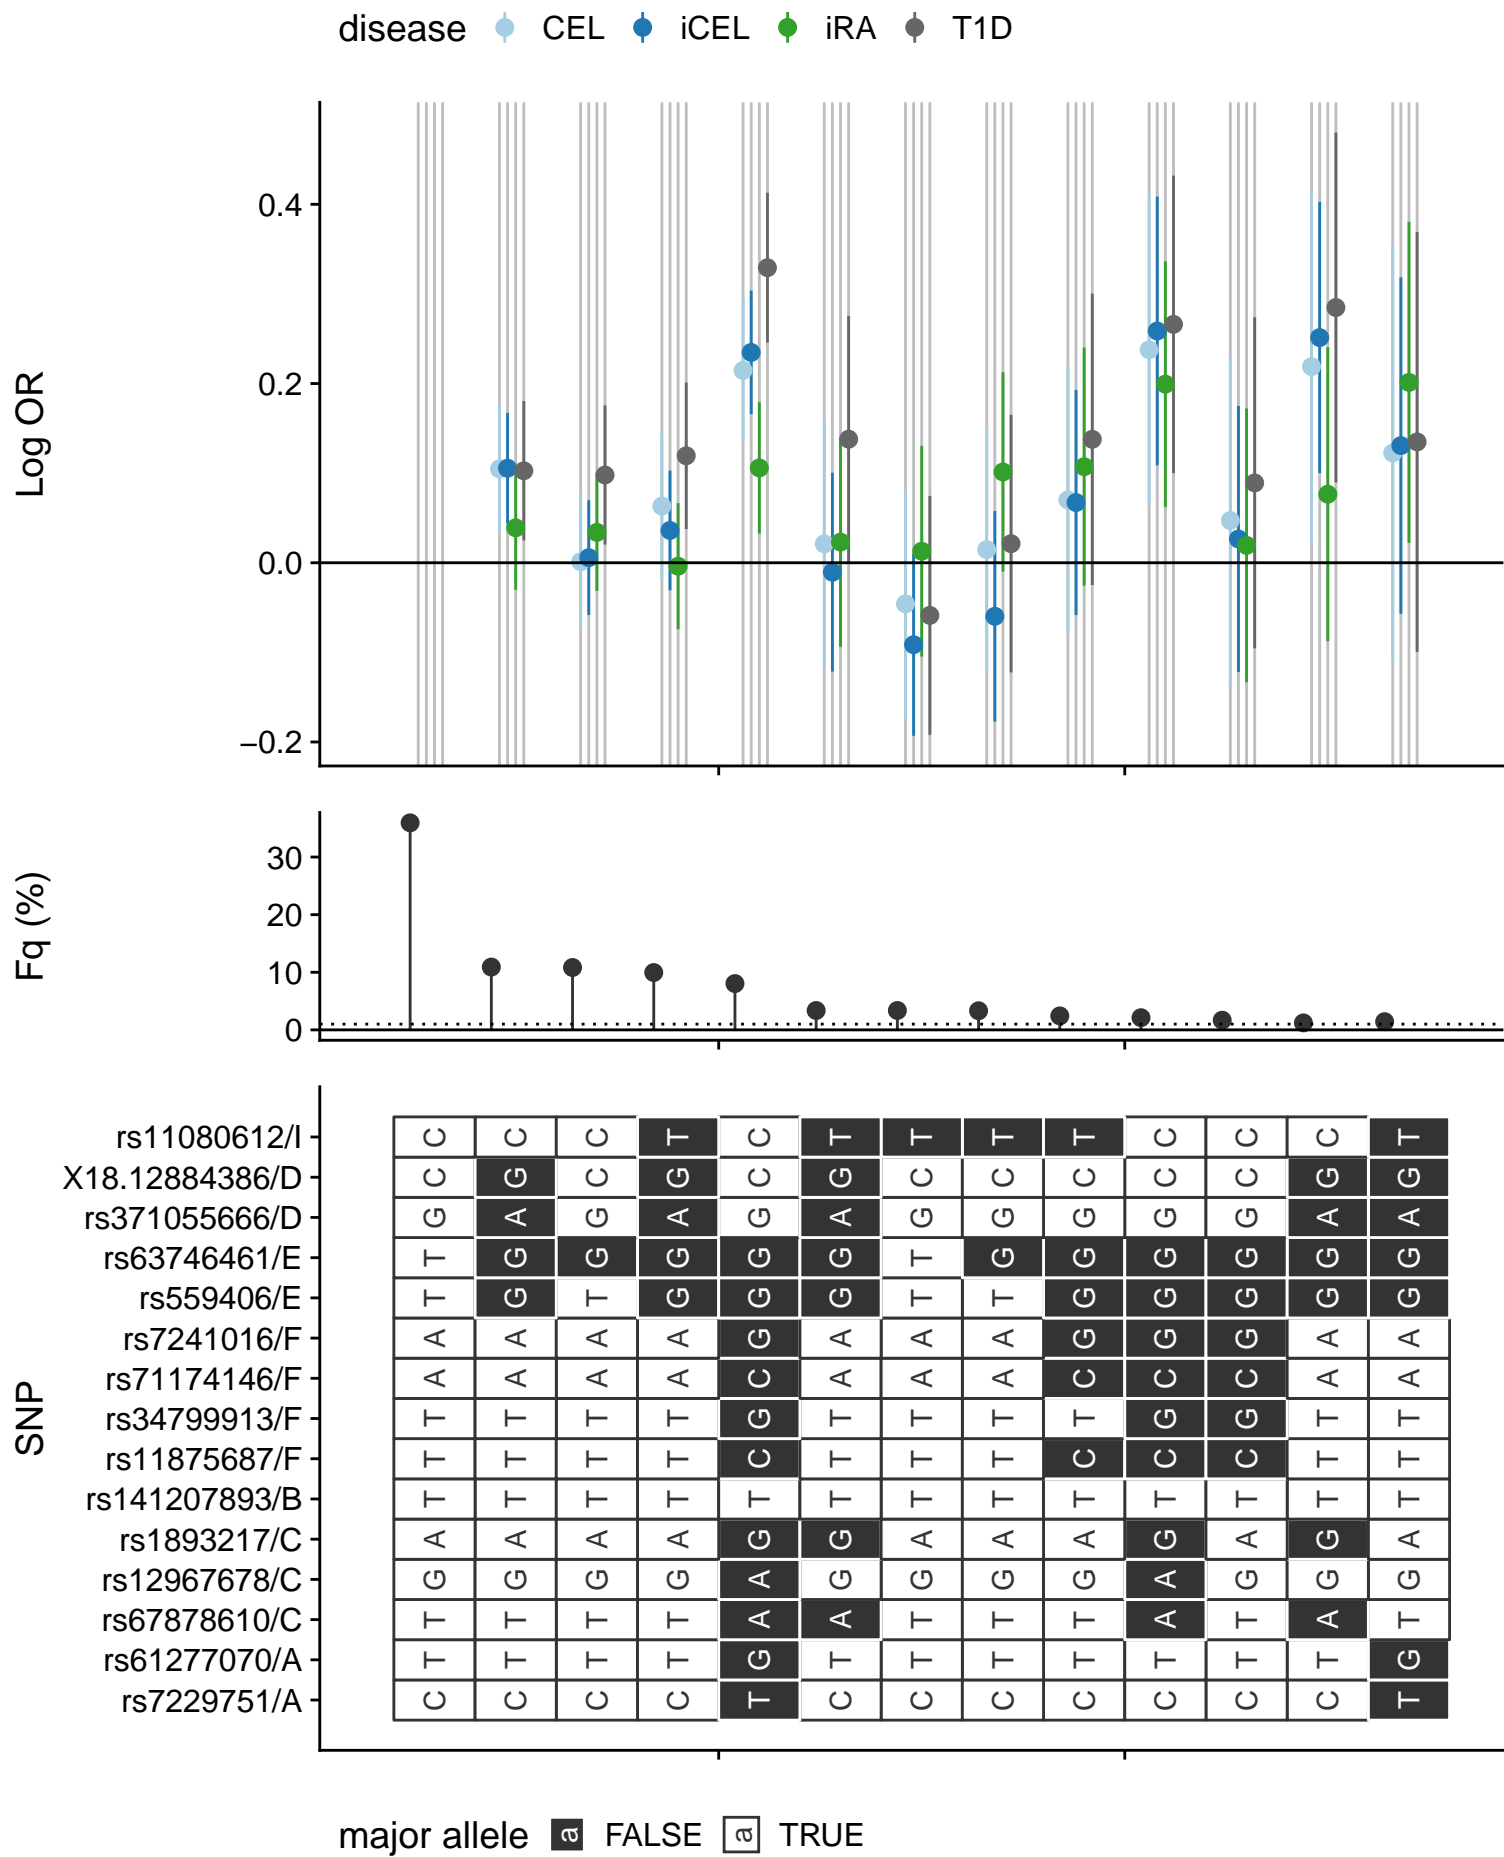 disease CEL iCEL iRA T1D
Log OR
0.4
0.2
0.0
−0.2
Fq (%)
30
20
10
0
SNP
rs11080612/I C C C T C T T T T C C C T
X18.12884386/D C G C G C G C C C C C G G
rs371055666/D G A G A G A G G G G G A A
rs63746461/E T G G G G G T G G G G G G
rs559406/E T G T G G G T T G G G G G
rs7241016/F A A A A G A A A G G G A A
rs71174146/F A A A A C A A A C C C A A
rs34799913/F T T T T G T T T T G G T T
rs11875687/F T T T T C T T T C C C T T
rs141207893/B T T T T T T T T T T T T T
rs1893217/C A A A A G G A A A G A G A
rs12967678/C G G G G A G G G G A G G G
rs67878610/C T T T T A A T T T A T A T
rs61277070/A T T T T G T T T T T T T G
rs7229751/A C C C C T C C C C C C C T
major allele a FALSE a TRUE